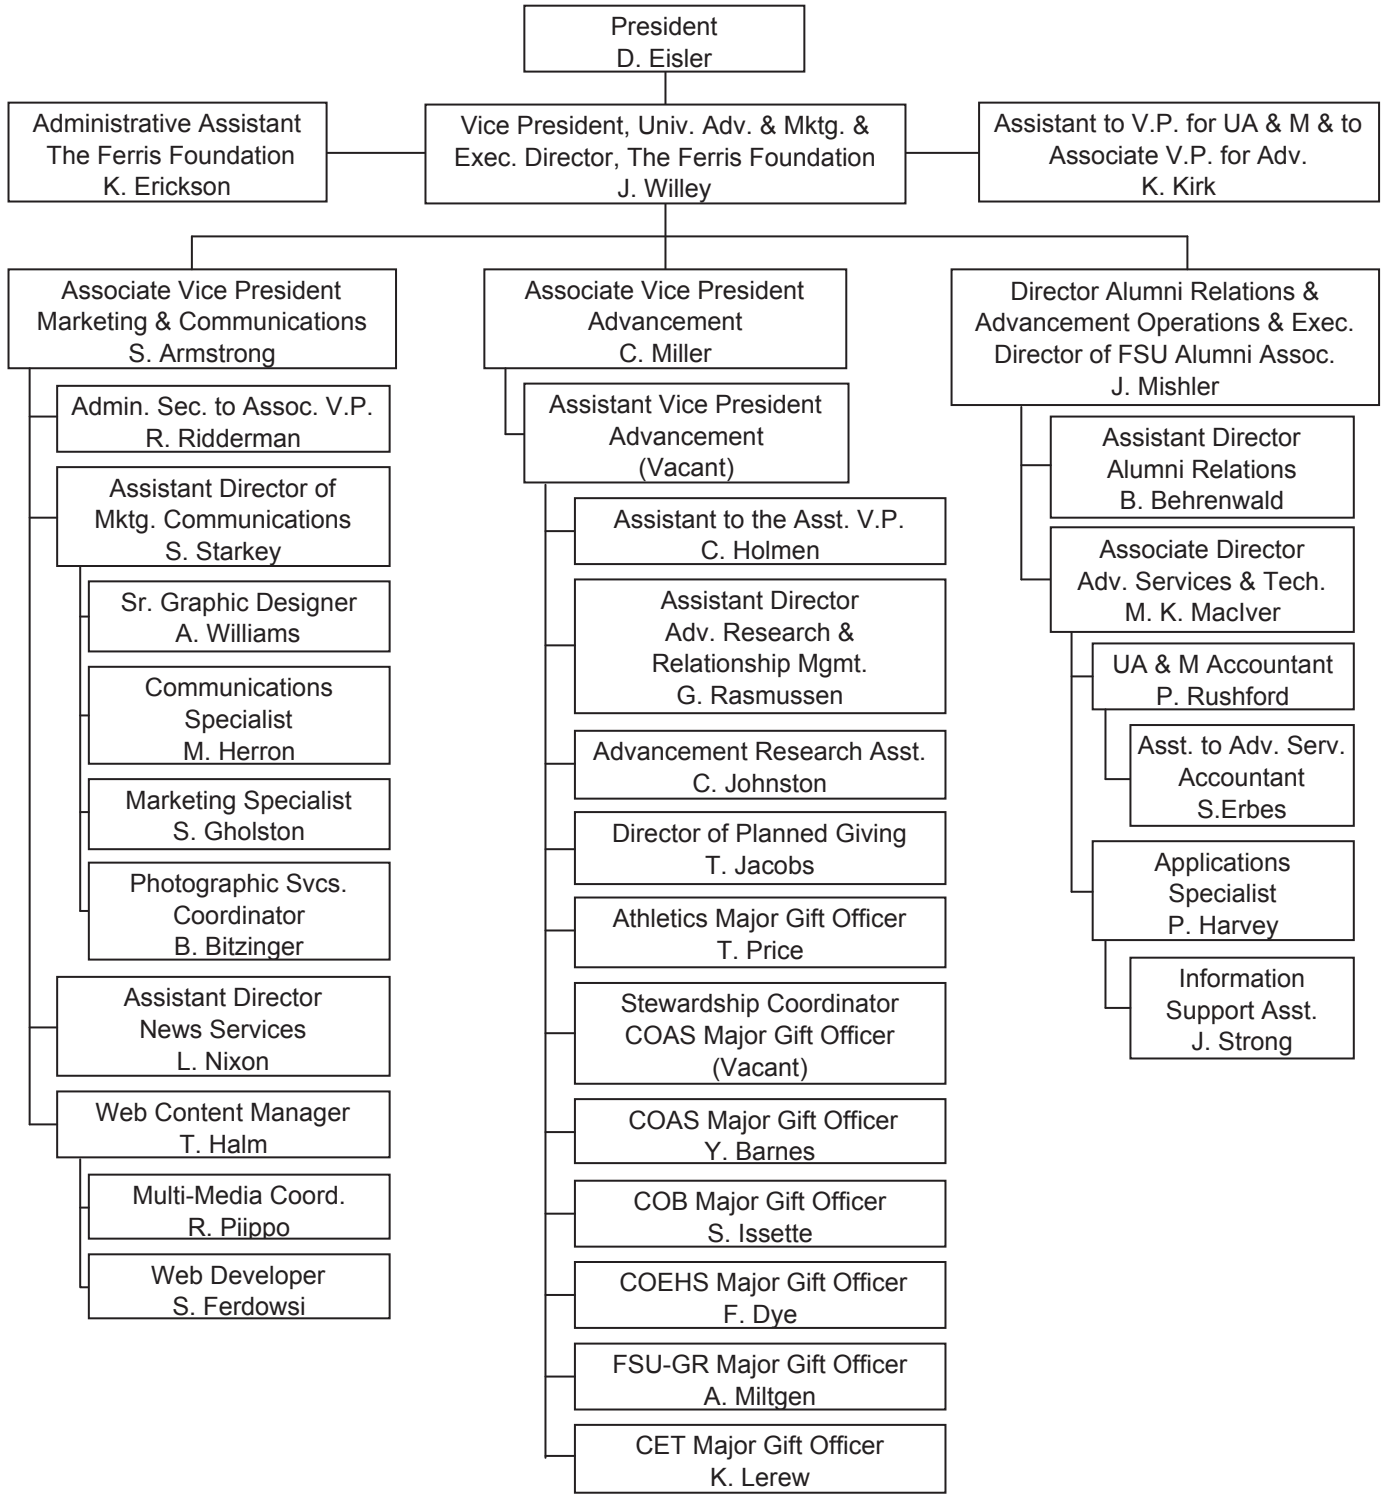 President
D. Eisler
Administrative Assistant
The Ferris Foundation
K. Erickson
Vice President, Univ. Adv. & Mktg. &
Exec. Director, The Ferris Foundation
J. Willey
Assistant to V.P. for UA & M & to
Associate V.P. for Adv.
K. Kirk
Associate Vice President
Marketing & Communications
S. Armstrong
Admin. Sec. to Assoc. V.P.
R. Ridderman
Assistant Director of
Mktg. Communications
S. Starkey
Sr. Graphic Designer
A. Williams
Communications
Specialist
M. Herron
Marketing Specialist
S. Gholston
Photographic Svcs.
Coordinator
B. Bitzinger
Assistant Director
News Services
L. Nixon
Web Content Manager
T. Halm
Multi-Media Coord.
R. Piippo
Web Developer
S. Ferdowsi
Associate Vice President
Advancement
C. Miller
Assistant Vice President
Advancement
(Vacant)
Assistant to the Asst. V.P.
C. Holmen
Assistant Director
Adv. Research &
Relationship Mgmt.
G. Rasmussen
Advancement Research Asst.
C. Johnston
Director of Planned Giving
T. Jacobs
Athletics Major Gift Officer
T. Price
Stewardship Coordinator
COAS Major Gift Officer
(Vacant)
COAS Major Gift Officer
Y. Barnes
COB Major Gift Officer
S. Issette
COEHS Major Gift Officer
F. Dye
FSU-GR Major Gift Officer
A. Miltgen
CET Major Gift Officer
K. Lerew
Director Alumni Relations &
Advancement Operations & Exec.
Director of FSU Alumni Assoc.
J. Mishler
Assistant Director
Alumni Relations
B. Behrenwald
Associate Director
Adv. Services & Tech.
M. K. MacIver
UA & M Accountant
P. Rushford
Asst. to Adv. Serv.
Accountant
S.Erbes
Applications
Specialist
P. Harvey
Information
Support Asst.
J. Strong